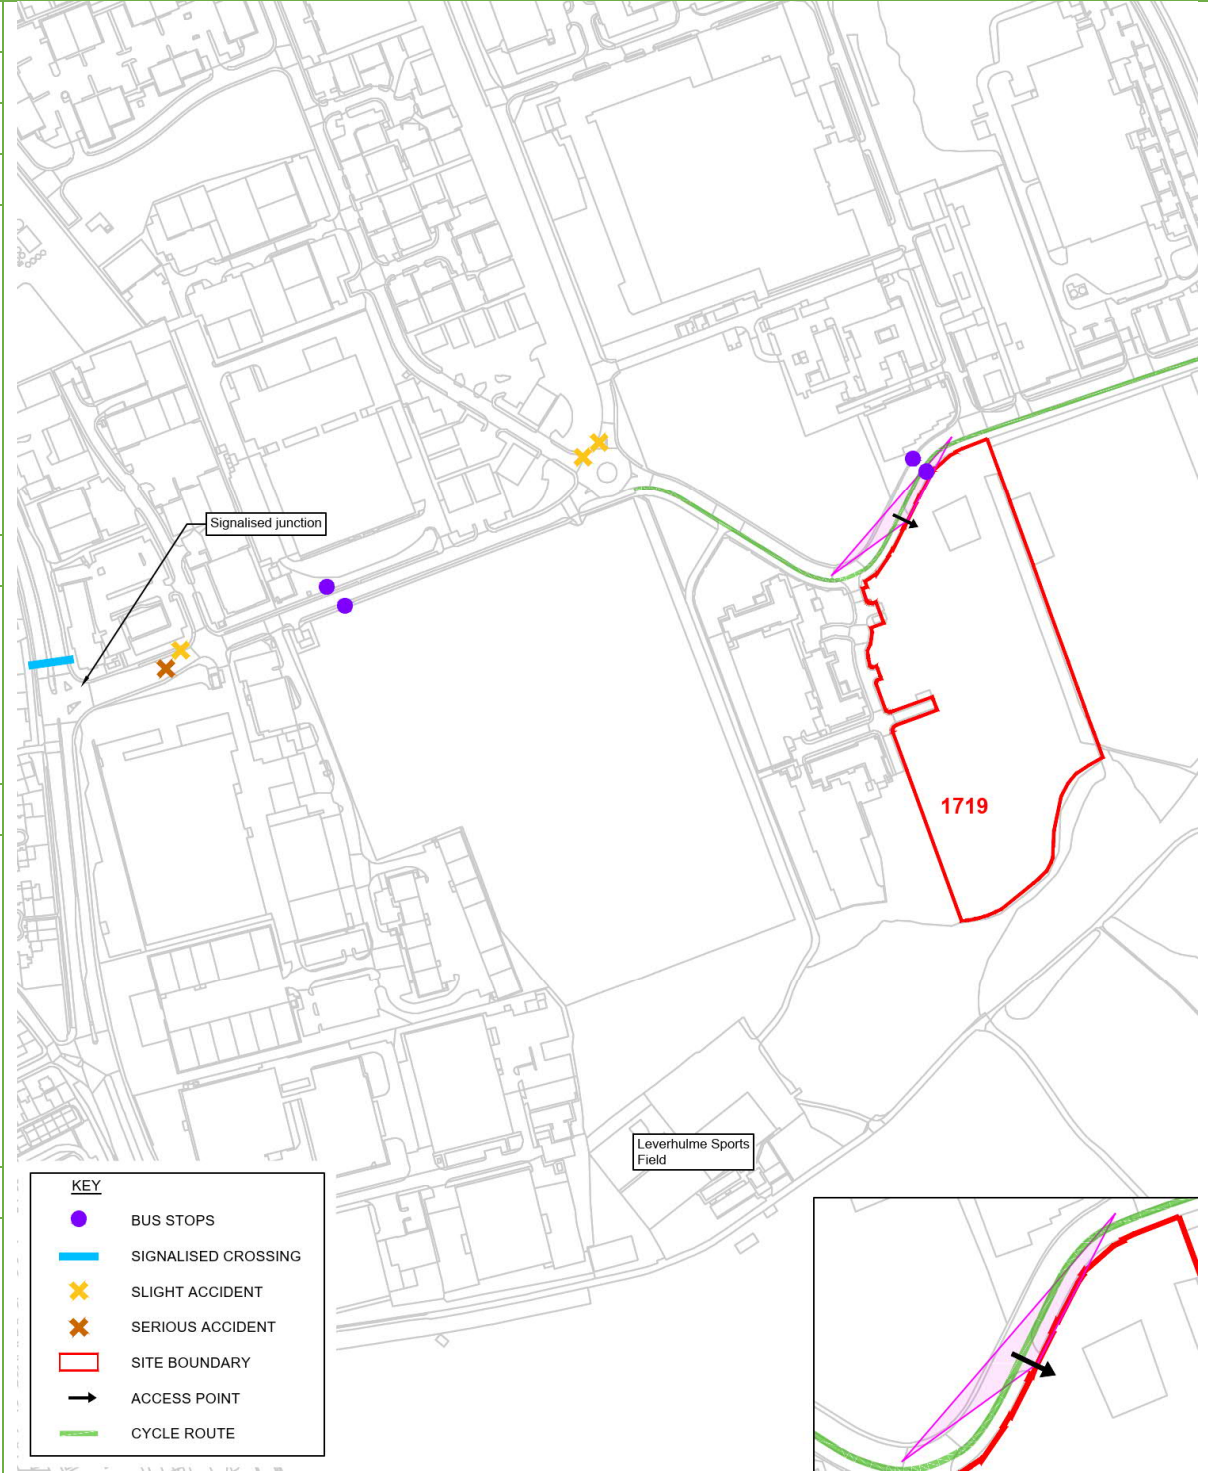 Signalised junction
1719
Leverhulme Sports
Field
KEY
BUS STOPS
SIGNALISED CROSSING
SLIGHT ACCIDENT
SERIOUS ACCIDENT
SITE BOUNDARY
ACCESS POINT
CYCLE ROUTE